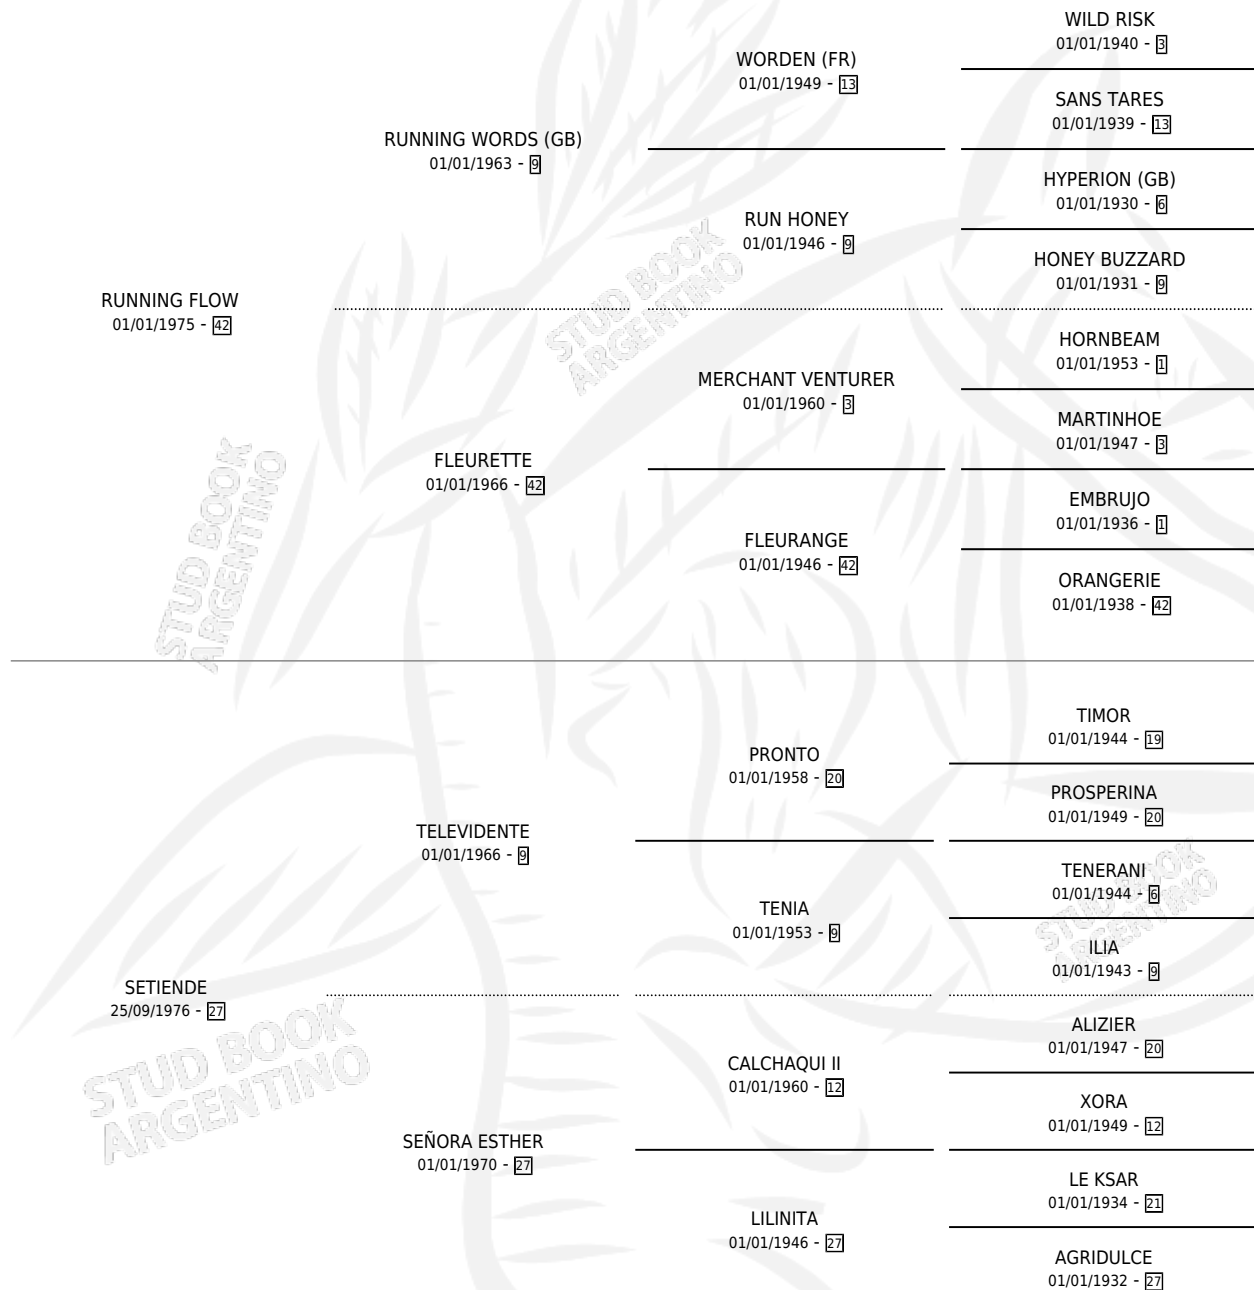 WILD RISK
01/01/1940 - 3
WORDEN (FR)
01/01/1949 - 13
SANS TARES
01/01/1939 - 13
RUNNING WORDS (GB)
01/01/1963 - 9
HYPERION (GB)
01/01/1930 - 6
RUN HONEY
01/01/1946 - 9
HONEY BUZZARD
01/01/1931 - 9
RUNNING FLOW
01/01/1975 - 42
HORNBEAM
01/01/1953 - 1
MERCHANT VENTURER
01/01/1960 - 3
MARTINHOE
01/01/1947 - 3
FLEURETTE
01/01/1966 - 42
EMBRUJO
01/01/1936 - 1
FLEURANGE
01/01/1946 - 42
ORANGERIE
01/01/1938 - 42
TIMOR
01/01/1944 - 19
PRONTO
01/01/1958 - 20
PROSPERINA
01/01/1949 - 20
TELEVIDENTE
01/01/1966 - 9
TENERANI
01/01/1944 - 6
TENIA
01/01/1953 - 9
ILIA
01/01/1943 - 9
SETIENDE
25/09/1976 - 27
ALIZIER
01/01/1947 - 20
CALCHAQUI II
01/01/1960 - 12
XORA
01/01/1949 - 12
SEÑORA ESTHER
01/01/1970 - 27
LE KSAR
01/01/1934 - 21
LILINITA
01/01/1946 - 27
AGRIDULCE
01/01/1932 - 27
STUD BOOK
ARGENTINO
STUD BOOK
ARGENTINO
STUD BOOK
ARGENTINO
STUD BOOK
ARGENTINO